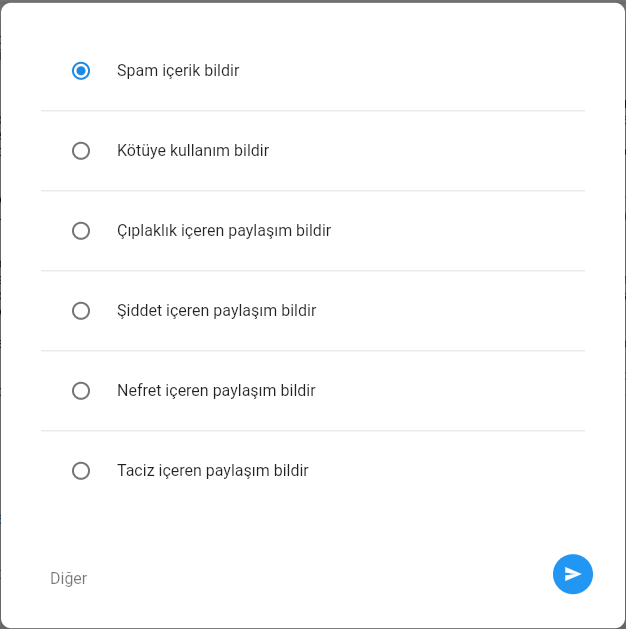 Spam içerik bildir
Kötüye kullanım bildir
Çıplaklık içeren paylaşım bildir
Şiddet içeren paylaşım bildir
Nefret içeren paylaşım bildir
Taciz içeren paylaşım bildir
Diğer